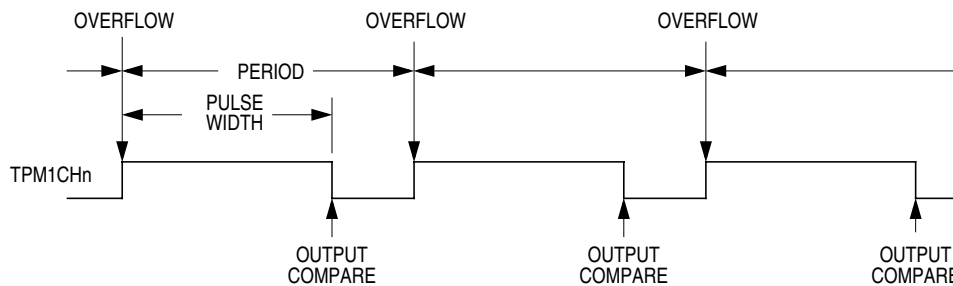 OVERFLOW
OVERFLOW
OVERFLOW
PERIOD
PULSE
WIDTH
TPM1CHn
OUTPUT
COMPARE
OUTPUT
COMPARE
OUTPUT
COMPARE